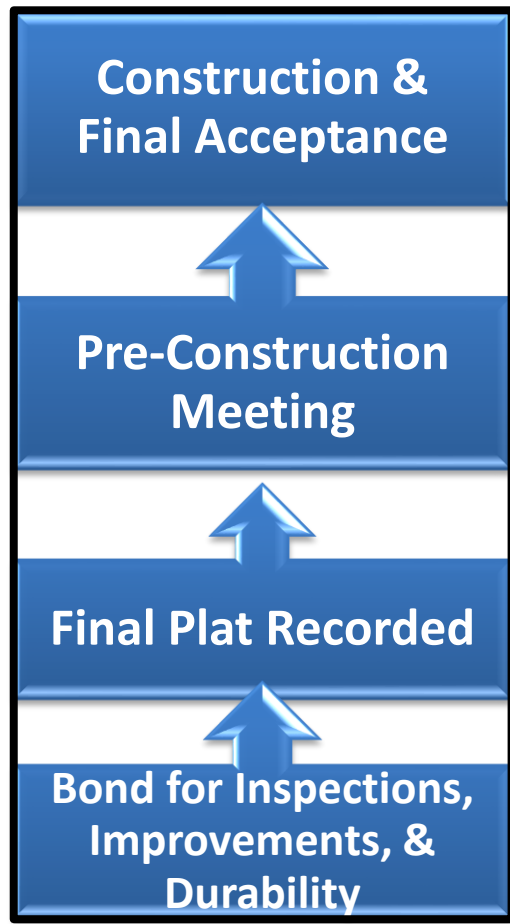 Construction &
Final Acceptance
Pre-Construction
Meeting
Final Plat Recorded
Bond for Inspections,
Improvements, &
Durability